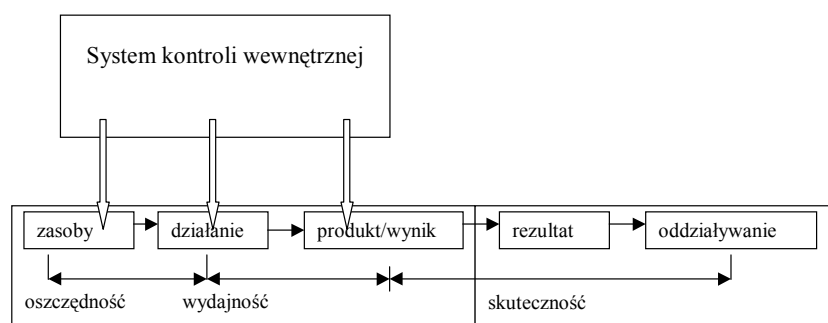 System kontroli wewnętrznej
zasoby działanie produkt/wynik rezultat oddziaływanie
oszczędność wydajność skuteczność